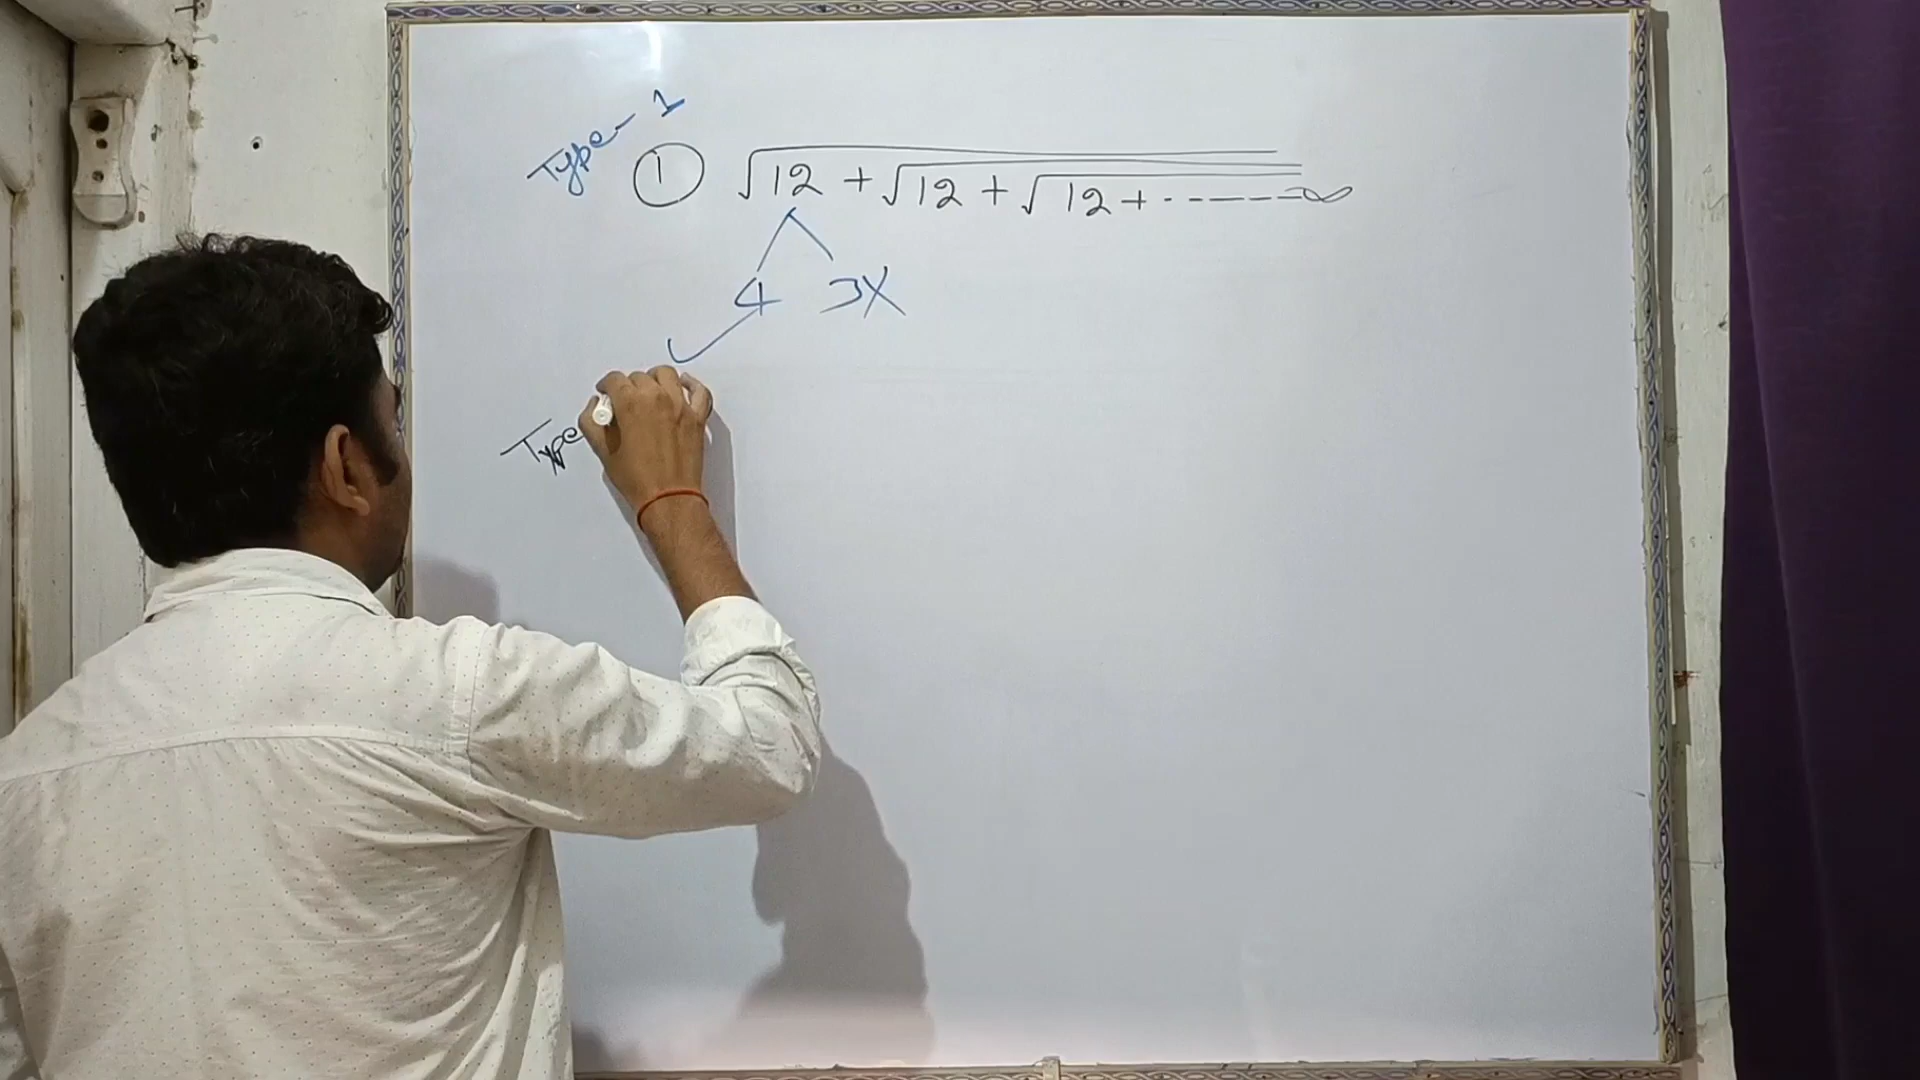 Type-1
① √12 + √12 + √12 + ------∞
4 3X
Type